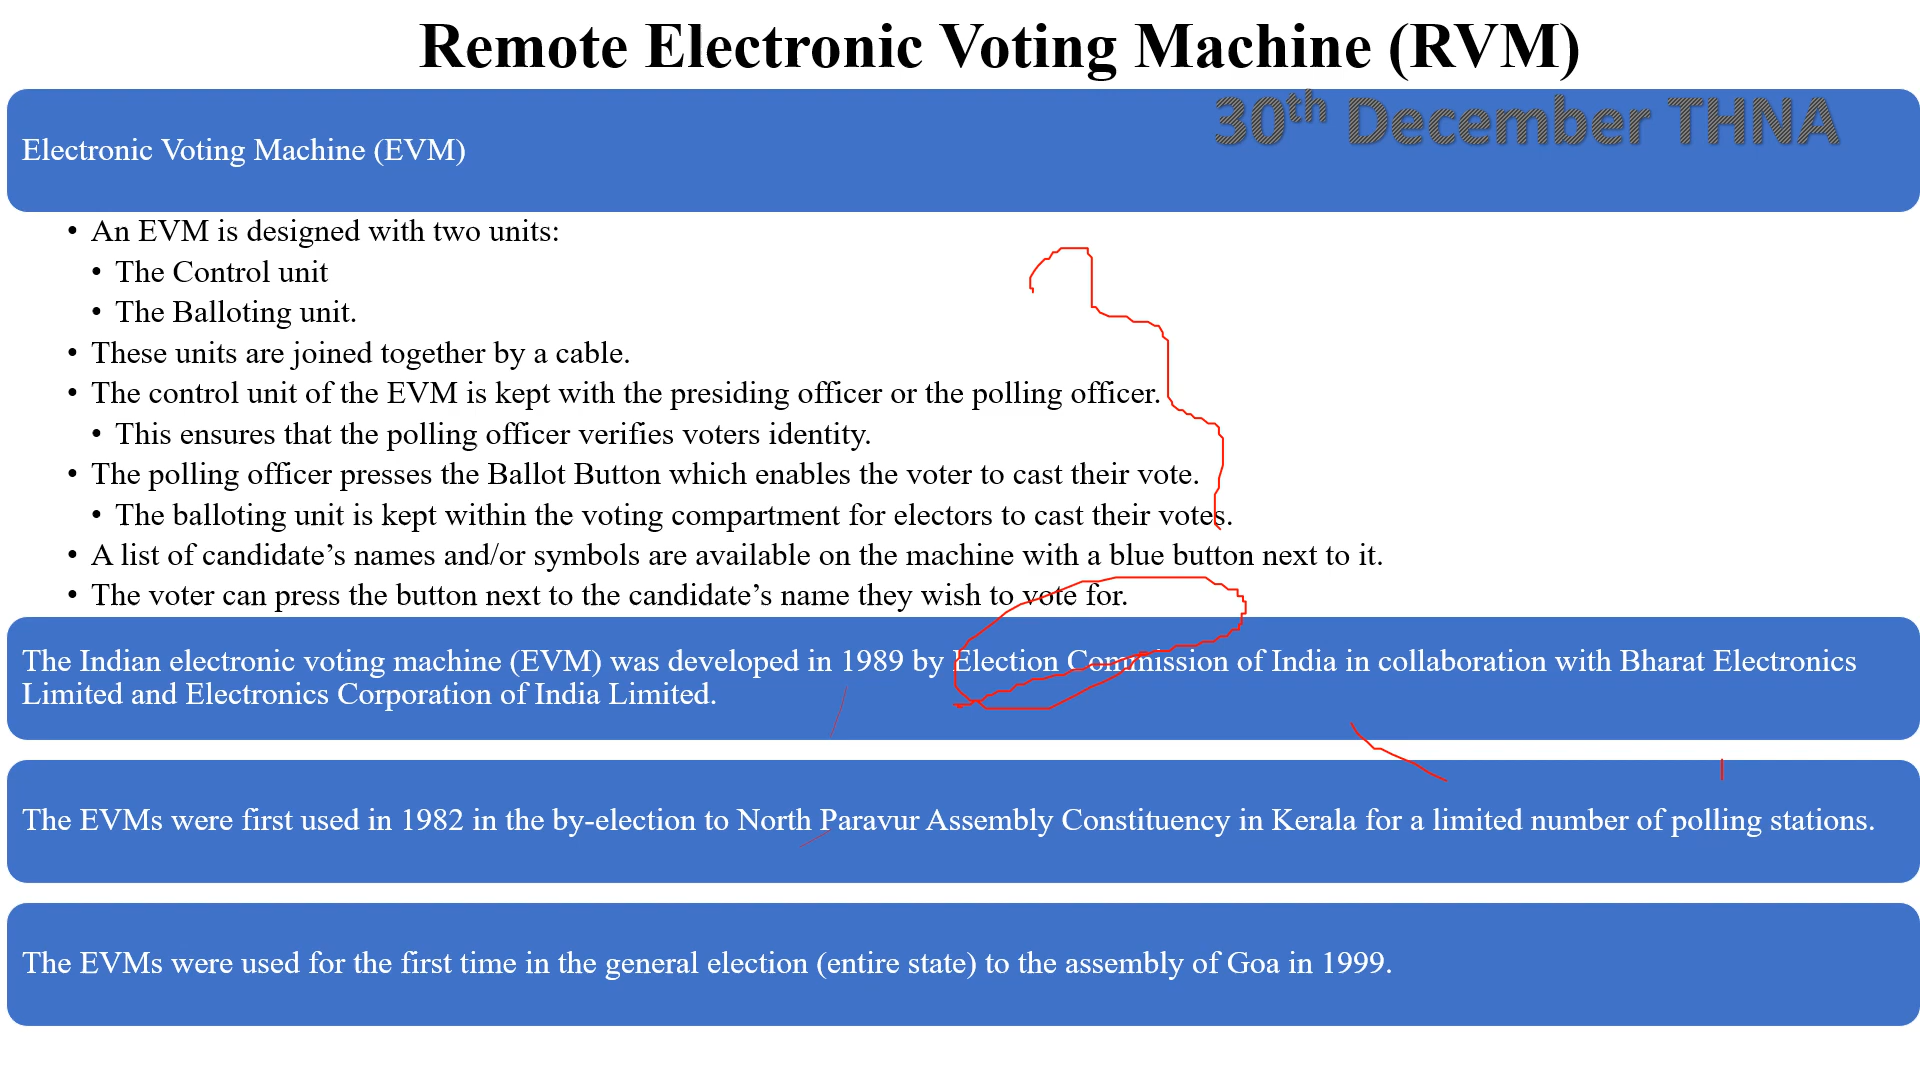 Remote Electronic Voting Machine (RVM)
30th December THNA
Electronic Voting Machine (EVM)
• An EVM is designed with two units:
• The Control unit
• The Balloting unit.
• These units are joined together by a cable.
• The control unit of the EVM is kept with the presiding officer or the polling officer.
• This ensures that the polling officer verifies voters identity.
• The polling officer presses the Ballot Button which enables the voter to cast their vote.
• The balloting unit is kept within the voting compartment for electors to cast their votes.
• A list of candidate’s names and/or symbols are available on the machine with a blue button next to it.
• The voter can press the button next to the candidate’s name they wish to vote for.
The Indian electronic voting machine (EVM) was developed in 1989 by Election Commission of India in collaboration with Bharat Electronics
Limited and Electronics Corporation of India Limited.
The EVMs were first used in 1982 in the by-election to North Paravur Assembly Constituency in Kerala for a limited number of polling stations.
The EVMs were used for the first time in the general election (entire state) to the assembly of Goa in 1999.